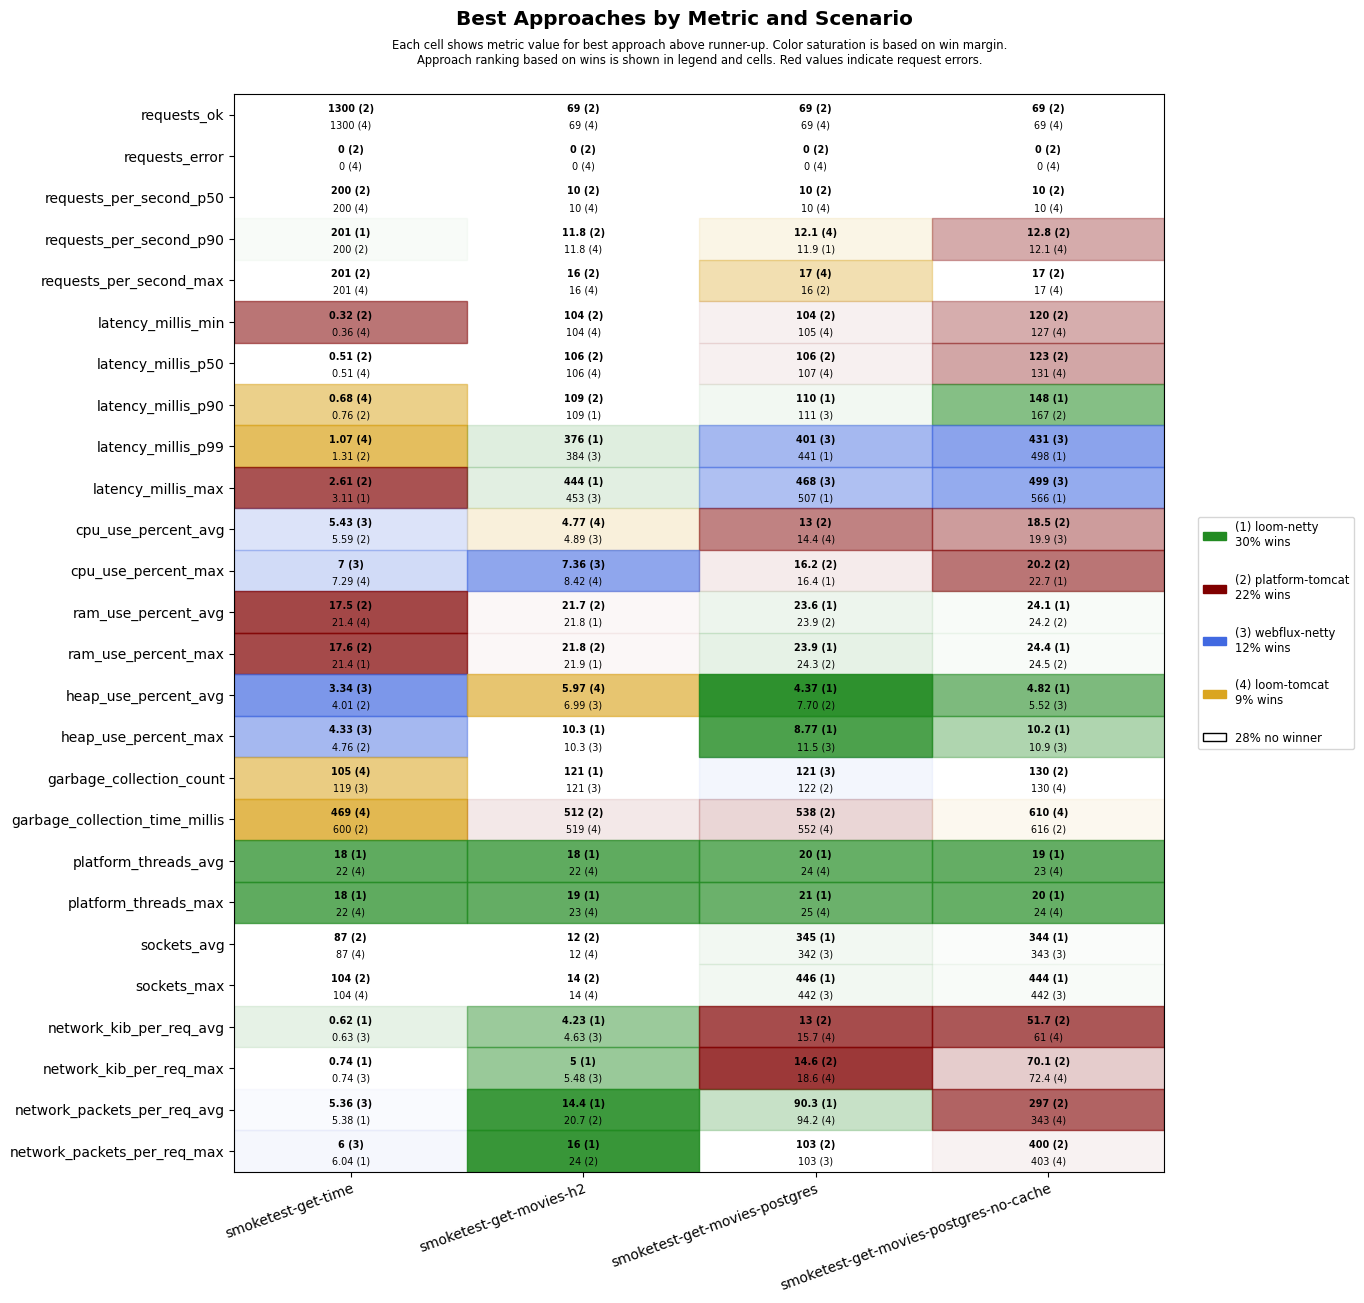 Best Approaches by Metric and Scenario
Each cell shows metric value for best approach above runner-up. Color saturation is based on win margin.
Approach ranking based on wins is shown in legend and cells. Red values indicate request errors.
requests_ok
1300 (2) 69 (2) 69 (2) 69 (2)
1300 (4) 69 (4) 69 (4) 69 (4)
requests_error
0 (2) 0 (2) 0 (2) 0 (2)
0 (4) 0 (4) 0 (4) 0 (4)
requests_per_second_p50
200 (2) 10 (2) 10 (2) 10 (2)
200 (4) 10 (4) 10 (4) 10 (4)
requests_per_second_p90
201 (1) 11.8 (2) 12.1 (4) 12.8 (2)
200 (2) 11.8 (4) 11.9 (1) 12.1 (4)
requests_per_second_max
201 (2) 16 (2) 17 (4) 17 (2)
201 (4) 16 (4) 16 (2) 17 (4)
latency_millis_min
0.32 (2) 104 (2) 104 (2) 120 (2)
0.36 (4) 104 (4) 105 (4) 127 (4)
latency_millis_p50
0.51 (2) 106 (2) 106 (2) 123 (2)
0.51 (4) 106 (4) 107 (4) 131 (4)
latency_millis_p90
0.68 (4) 109 (2) 110 (1) 148 (1)
0.76 (2) 109 (1) 111 (3) 167 (2)
latency_millis_p99
1.07 (4) 376 (1) 401 (3) 431 (3)
1.31 (2) 384 (3) 441 (1) 498 (1)
latency_millis_max
2.61 (2) 444 (1) 468 (3) 499 (3)
3.11 (1) 453 (3) 507 (1) 566 (1)
cpu_use_percent_avg
5.43 (3) 4.77 (4) 13 (2) 18.5 (2)
5.59 (2) 4.89 (3) 14.4 (4) 19.9 (3)
cpu_use_percent_max
7 (3) 7.36 (3) 16.2 (2) 20.2 (2)
7.29 (4) 8.42 (4) 16.4 (1) 22.7 (1)
ram_use_percent_avg
17.5 (2) 21.7 (2) 23.6 (1) 24.1 (1)
21.4 (4) 21.8 (1) 23.9 (2) 24.2 (2)
ram_use_percent_max
17.6 (2) 21.8 (2) 23.9 (1) 24.4 (1)
21.4 (1) 21.9 (1) 24.3 (2) 24.5 (2)
heap_use_percent_avg
3.34 (3) 5.97 (4) 4.37 (1) 4.82 (1)
4.01 (2) 6.99 (3) 7.70 (2) 5.52 (3)
heap_use_percent_max
4.33 (3) 10.3 (1) 8.77 (1) 10.2 (1)
4.76 (2) 10.3 (3) 11.5 (3) 10.9 (3)
garbage_collection_count
105 (4) 121 (1) 121 (3) 130 (2)
119 (3) 121 (3) 122 (2) 130 (4)
garbage_collection_time_millis
469 (4) 512 (2) 538 (2) 610 (4)
600 (2) 519 (4) 552 (4) 616 (2)
platform_threads_avg
18 (1) 18 (1) 20 (1) 19 (1)
22 (4) 22 (4) 24 (4) 23 (4)
platform_threads_max
18 (1) 19 (1) 21 (1) 20 (1)
22 (4) 23 (4) 25 (4) 24 (4)
sockets_avg
87 (2) 12 (2) 345 (1) 344 (1)
87 (4) 12 (4) 342 (3) 343 (3)
sockets_max
104 (2) 14 (2) 446 (1) 444 (1)
104 (4) 14 (4) 442 (3) 442 (3)
network_kib_per_req_avg
0.62 (1) 4.23 (1) 13 (2) 51.7 (2)
0.63 (3) 4.63 (3) 15.7 (4) 61 (4)
network_kib_per_req_max
0.74 (1) 5 (1) 14.6 (2) 70.1 (2)
0.74 (3) 5.48 (3) 18.6 (4) 72.4 (4)
network_packets_per_req_avg
5.36 (3) 14.4 (1) 90.3 (1) 297 (2)
5.38 (1) 20.7 (2) 94.2 (4) 343 (4)
network_packets_per_req_max
6 (3) 16 (1) 103 (2) 400 (2)
6.04 (1) 24 (2) 103 (3) 403 (4)
smoketest-get-time
smoketest-get-movies-h2
smoketest-get-movies-postgres
smoketest-get-movies-postgres-no-cache
(1) loom-netty
30% wins
(2) platform-tomcat
22% wins
(3) webflux-netty
12% wins
(4) loom-tomcat
9% wins
28% no winner